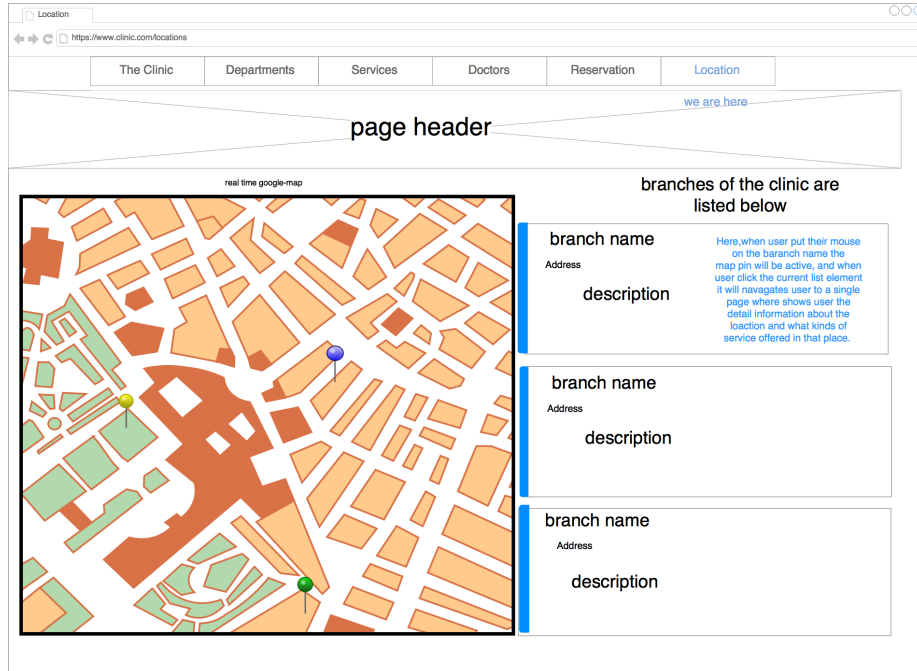 Location
https://www.clinic.com/locations
The Clinic
Departments
Services
Doctors
Reservation
Location
we are here
page header
real time google-map
branches of the clinic are
listed below
branch name
Address
description
Here,when user put their mouse
on the baranch name the
map pin will be active, and when
user click the current list element
it will navagates user to a single
page where shows user the
detail information about the
loaction and what kinds of
service offered in that place.
branch name
Address
description
branch name
Address
description